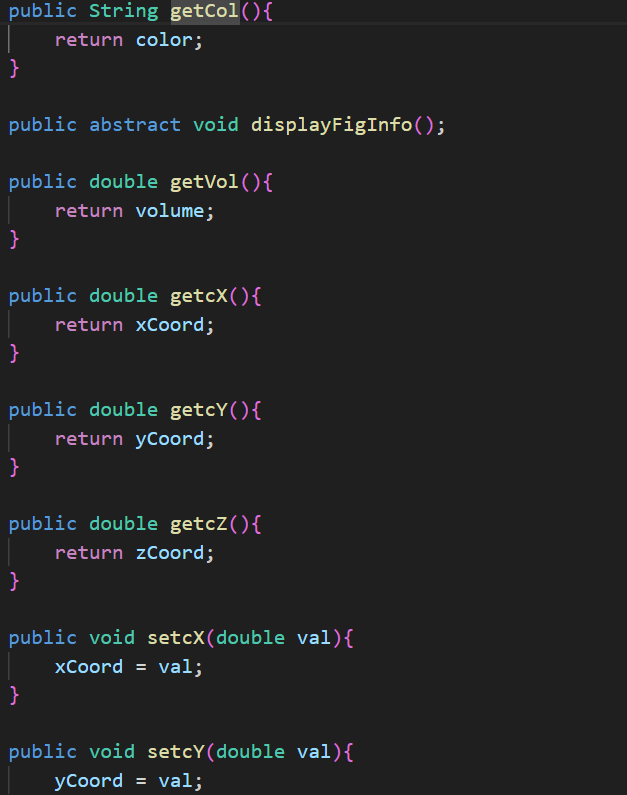 public String getCol(){
return color;
}
public abstract void displayFigInfo();
public double getVol(){
return volume;
}
public double getcX(){
return xCoord;
}
public double getcY(){
return yCoord;
}
public double getcZ(){
return zCoord;
}
public void setcX(double val){
xCoord = val;
}
public void setcY(double val){
yCoord = val;